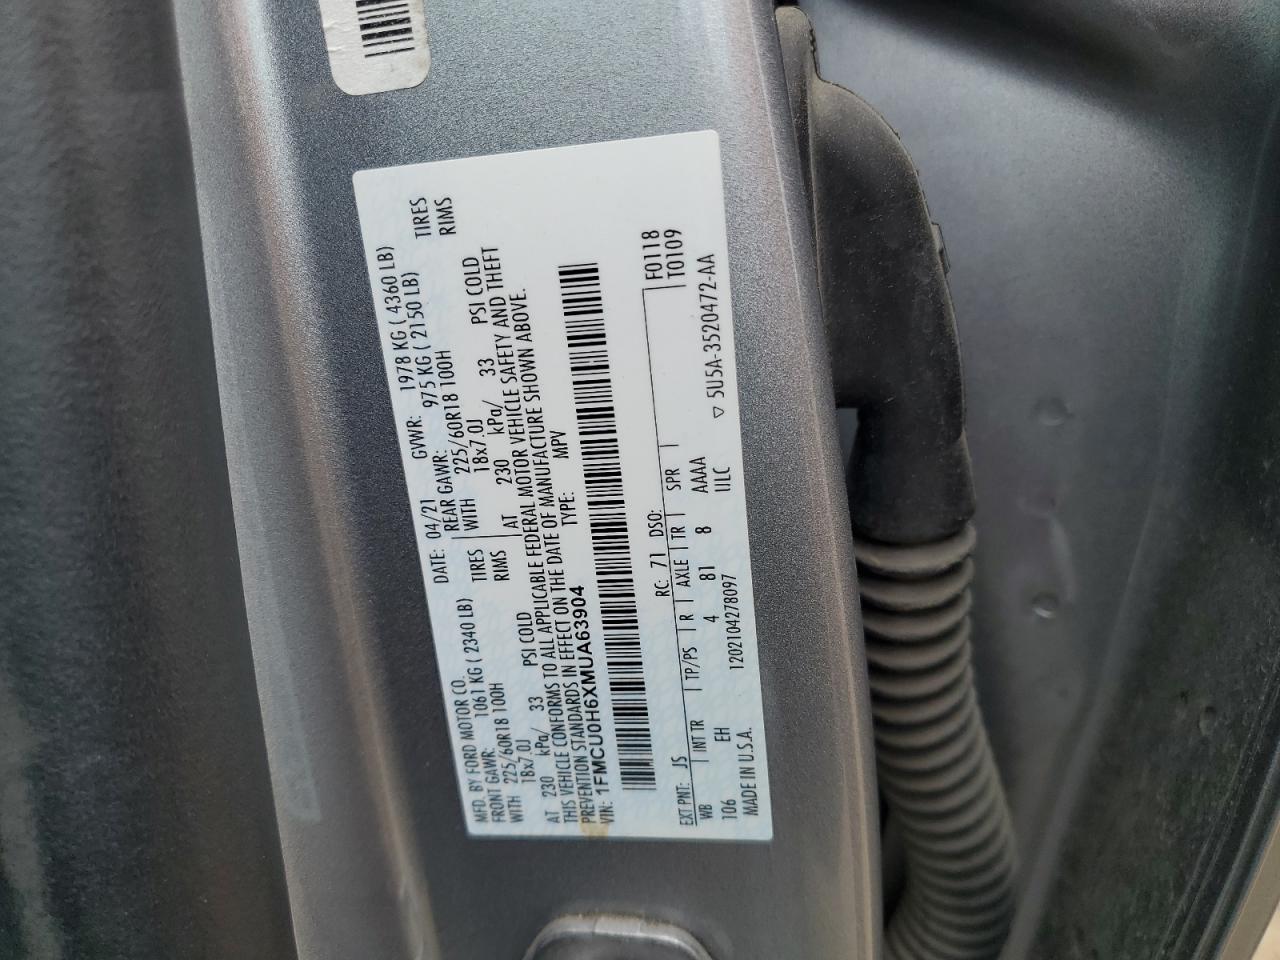 MFD. BY FORD MOTOR CO. DATE: 04/21 GVWR: 1978 KG ( 4360 LB)
FRONT GAWR: 1061 KG ( 2340 LB) REAR GAWR: 975 KG ( 2150 LB)
WITH 225/60R18 100H TIRES WITH 225/60R18 100H TIRES
18x7.0J RIMS 18x7.0J RIMS
AT 230 kPa/ 33 PSI COLD AT 230 kPa/ 33 PSI COLD
THIS VEHICLE CONFORMS TO ALL APPLICABLE FEDERAL MOTOR VEHICLE SAFETY AND THEFT
PREVENTION STANDARDS IN EFFECT ON THE DATE OF MANUFACTURE SHOWN ABOVE.
VIN: 1FMCU0H6XMUA63904 TYPE: MPV
EXT PNT: JS RC: 71 DSO: F0118
WB INT TR TP/PS R AXLE TR SPR T0109
106 EH 4 81 8 AAAA
MADE IN U.S.A. 1202104278097 UILC ▽ 5U5A-3520472-AA